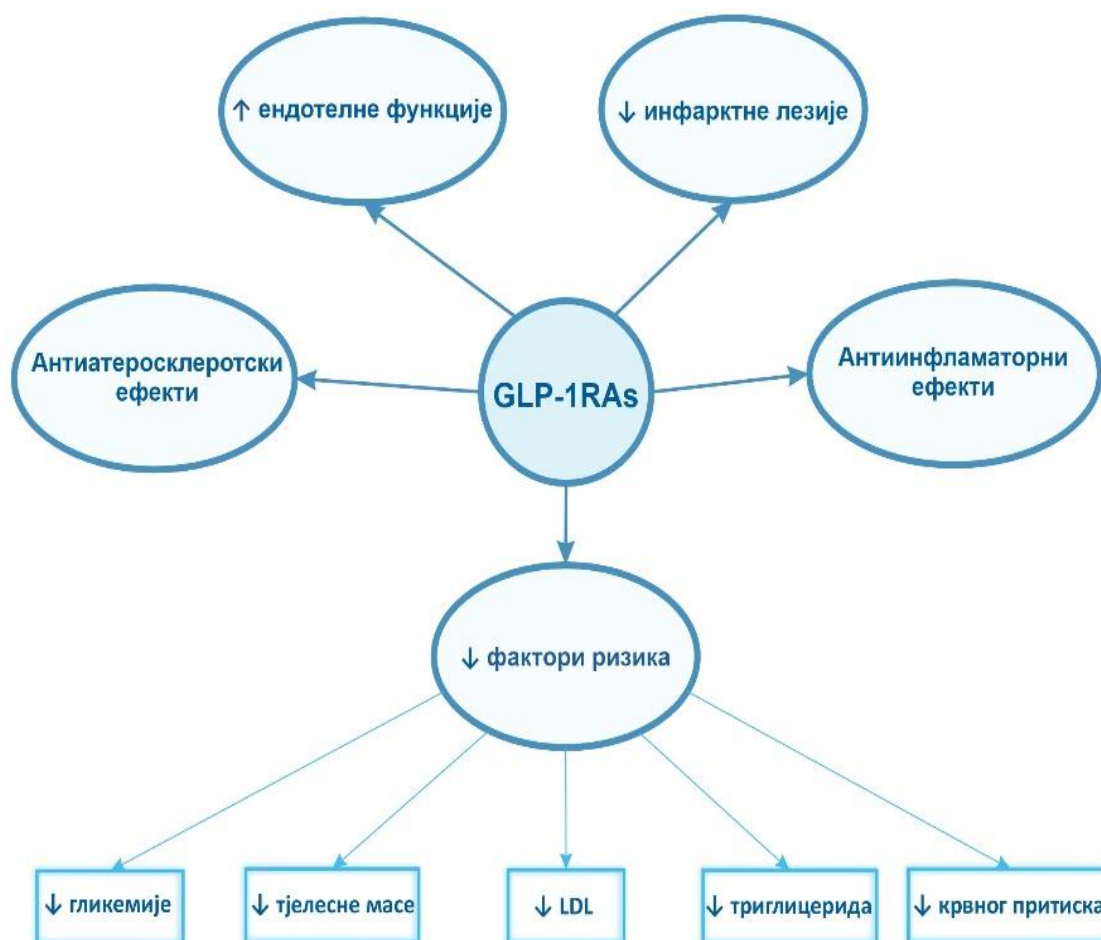 ↑ ендотелне функције
↓ инфарктне лезије
Антиатеросклеротски
ефекти
GLP-1RAs
Антиинфламаторни
ефекти
↓ фактори ризика
↓ гликемије
↓ тјелесне масе
↓ LDL
↓ триглицерида
↓ крвног притиска